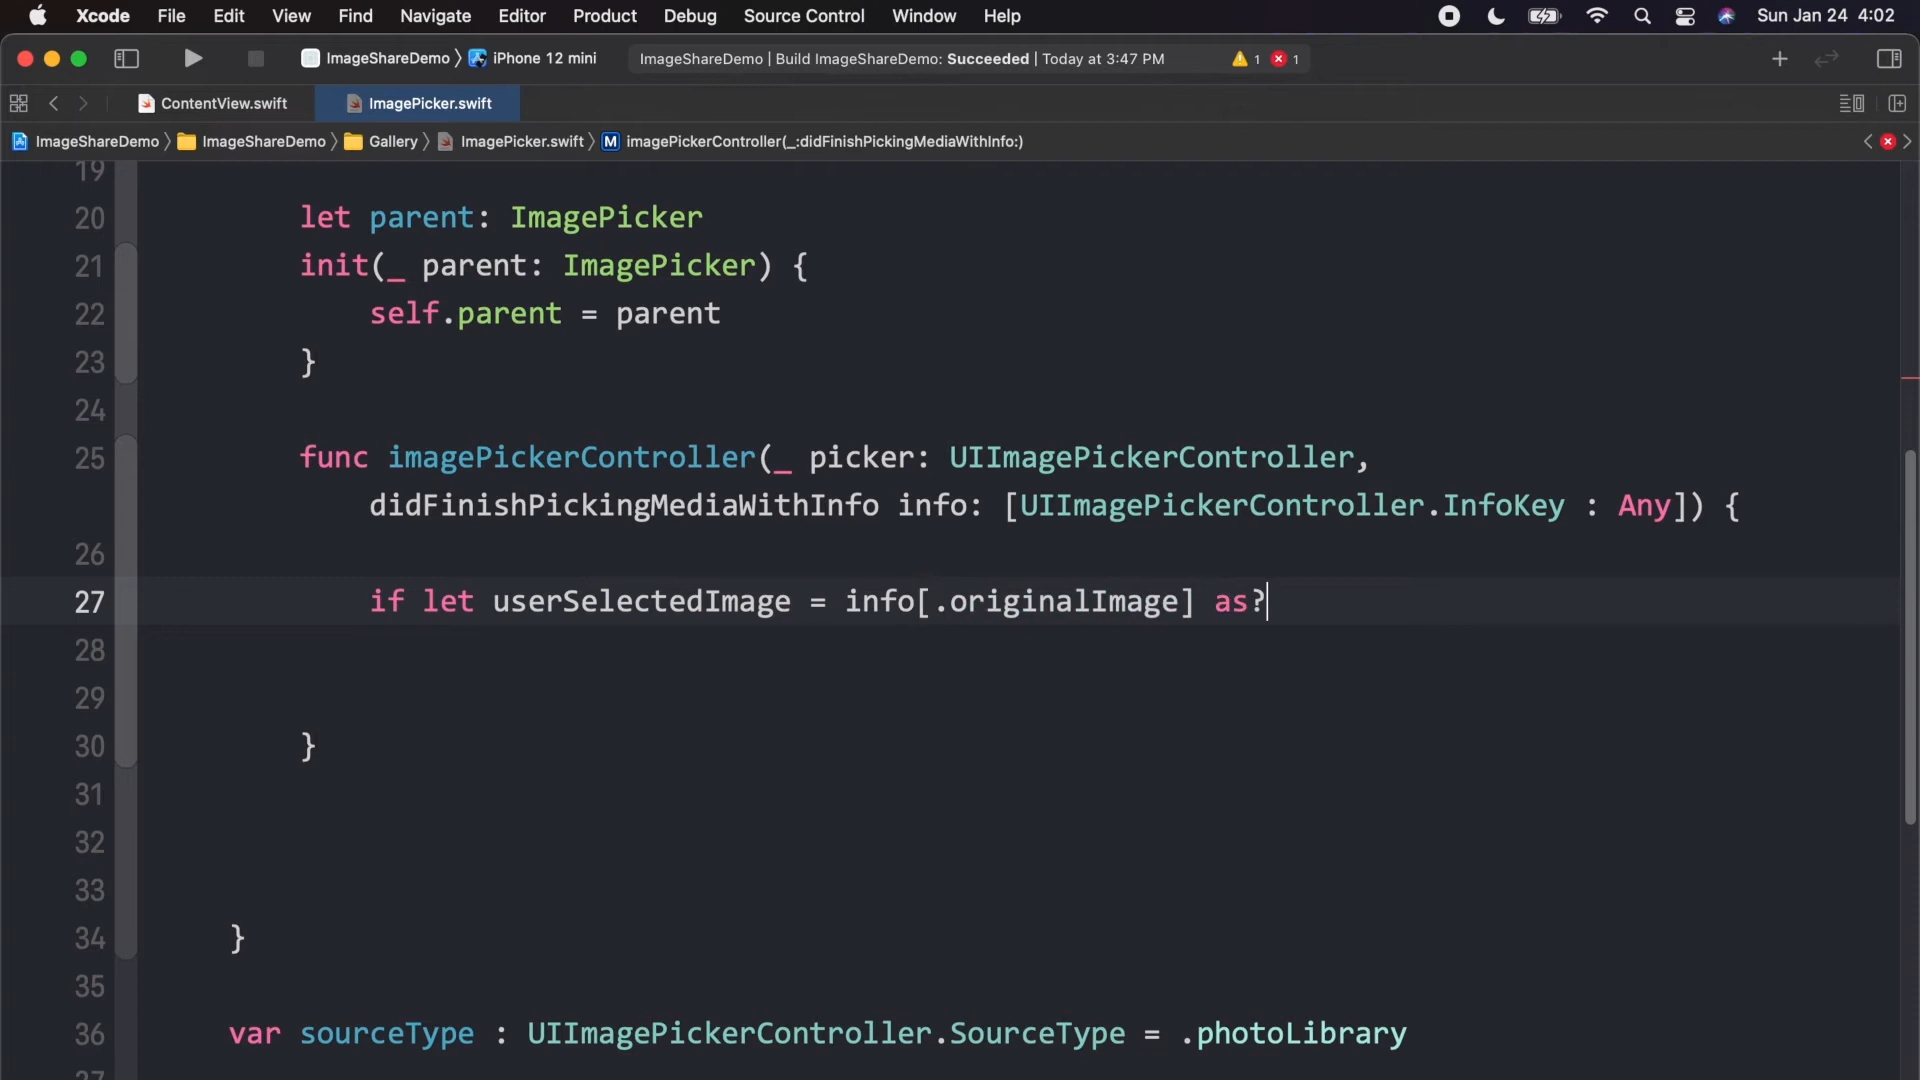 Xcode File Edit View Find Navigate Editor Product Debug Source Control Window Help Sun Jan 24 4:02
ImageShareDemo 〉 iPhone 12 mini ImageShareDemo | Build ImageShareDemo: Succeeded | Today at 3:47 PM 1 1
ContentView.swift ImagePicker.swift
ImageShareDemo 〉 ImageShareDemo 〉 Gallery 〉 ImagePicker.swift 〉 M imagePickerController(_:didFinishPickingMediaWithInfo:)
19
20 let parent: ImagePicker
21 init(_ parent: ImagePicker) {
22 self.parent = parent
23 }
24
25 func imagePickerController(_ picker: UIImagePickerController,
didFinishPickingMediaWithInfo info: [UIImagePickerController.InfoKey : Any]) {
26
27 if let userSelectedImage = info[.originalImage] as?
28
29
30 }
31
32
33
34 }
35
36 var sourceType : UIImagePickerController.SourceType = .photoLibrary
37